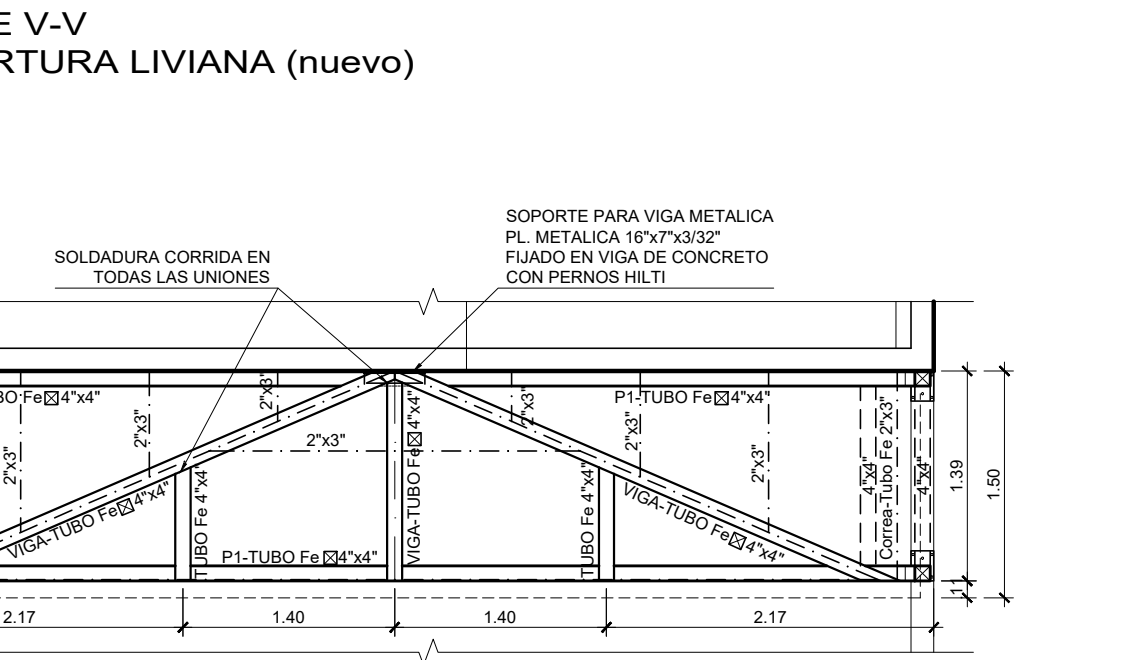 E V-V
RTURA LIVIANA (nuevo)
SOPORTE PARA VIGA METALICA
PL. METALICA 16"x7"x3/32"
FIJADO EN VIGA DE CONCRETO
CON PERNOS HILTI
SOLDADURA CORRIDA EN
TODAS LAS UNIONES
BO Fe 4"x4"
P1-TUBO Fe 4"x4"
2"x3"
2"x3"
2"x3"
2"x3"
2"x3"
2"x3"
2"x3"
VIGA-TUBO Fe 4"x4"
TUBO Fe 4"x4"
P1-TUBO Fe 4"x4"
VIGA-TUBO Fe 4"x4"
TUBO Fe 4"x4"
VIGA-TUBO Fe 4"x4"
4"x4"
Correa-Tubo Fe 2"x3"
4"x4"
1.39
1.50
11
2.17
1.40
1.40
2.17